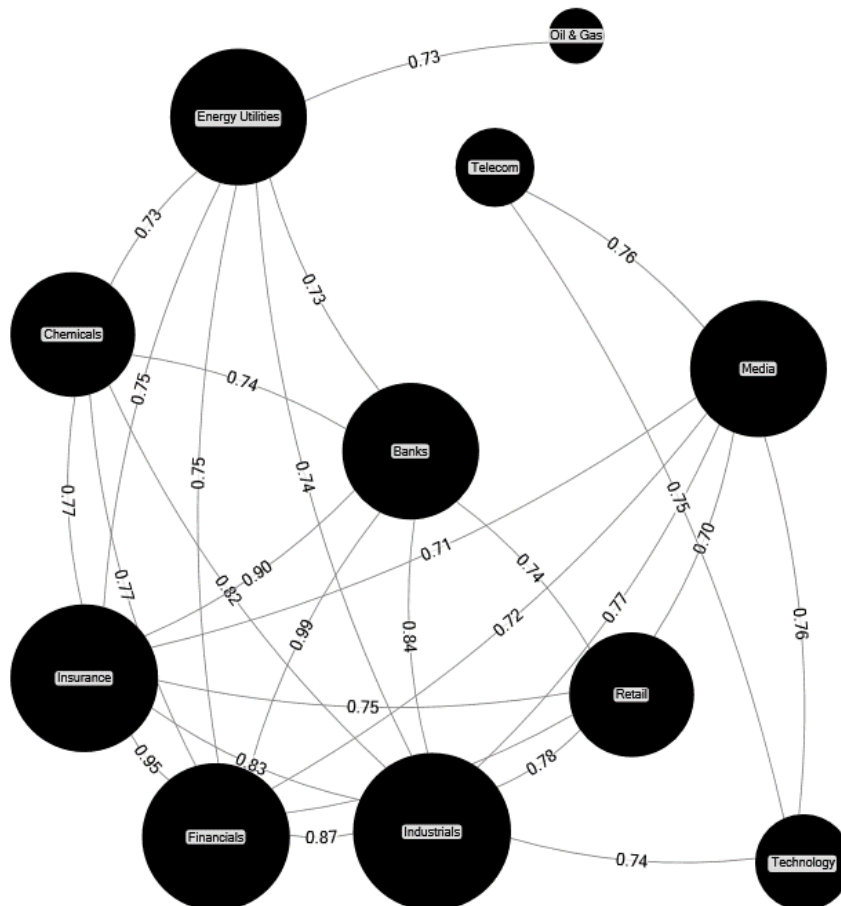 Oil & Gas
0.73
Energy Utilities
Telecom
0.73
0.76
0.73
Chemicals
Media
0.74
0.75
Banks
0.75
0.74
0.77
0.75
0.70
0.71
0.90
0.74
0.77
0.82
0.77
0.72
0.99
0.84
0.76
Insurance
Retail
0.75
0.95
0.83
0.78
Financials
0.87
Industrials
0.74
Technology